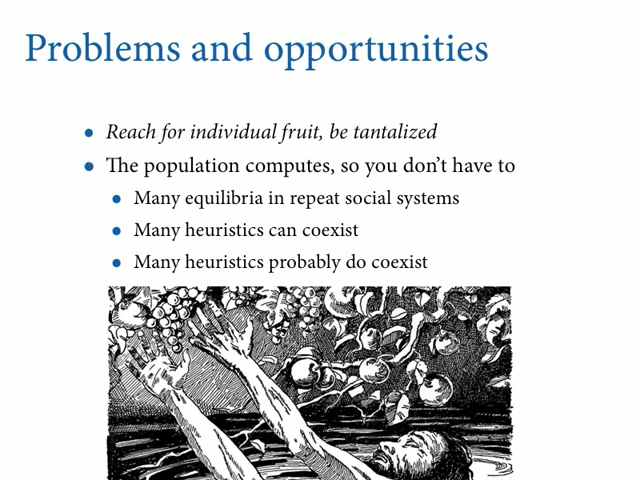 Problems and opportunities
• Reach for individual fruit, be tantalized
• The population computes, so you don’t have to
• Many equilibria in repeat social systems
• Many heuristics can coexist
• Many heuristics probably do coexist